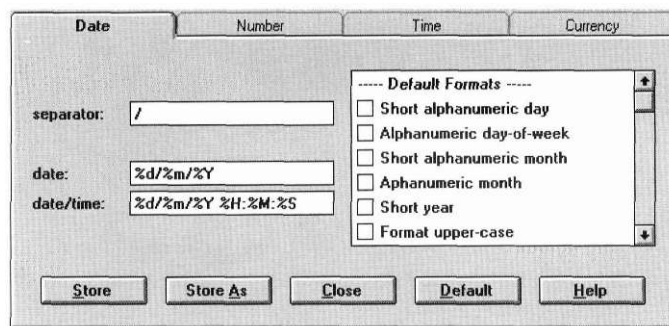 Date Number Time Currency
----- Default Formats -----
separator: /
Short alphanumeric day
Alphanumeric day-of-week
date: %d/%m/%Y
Short alphanumeric month
Aphanumeric month
date/time: %d/%m/%Y %H:%M:%S
Short year
Format upper-case
Store Store As Close Default Help